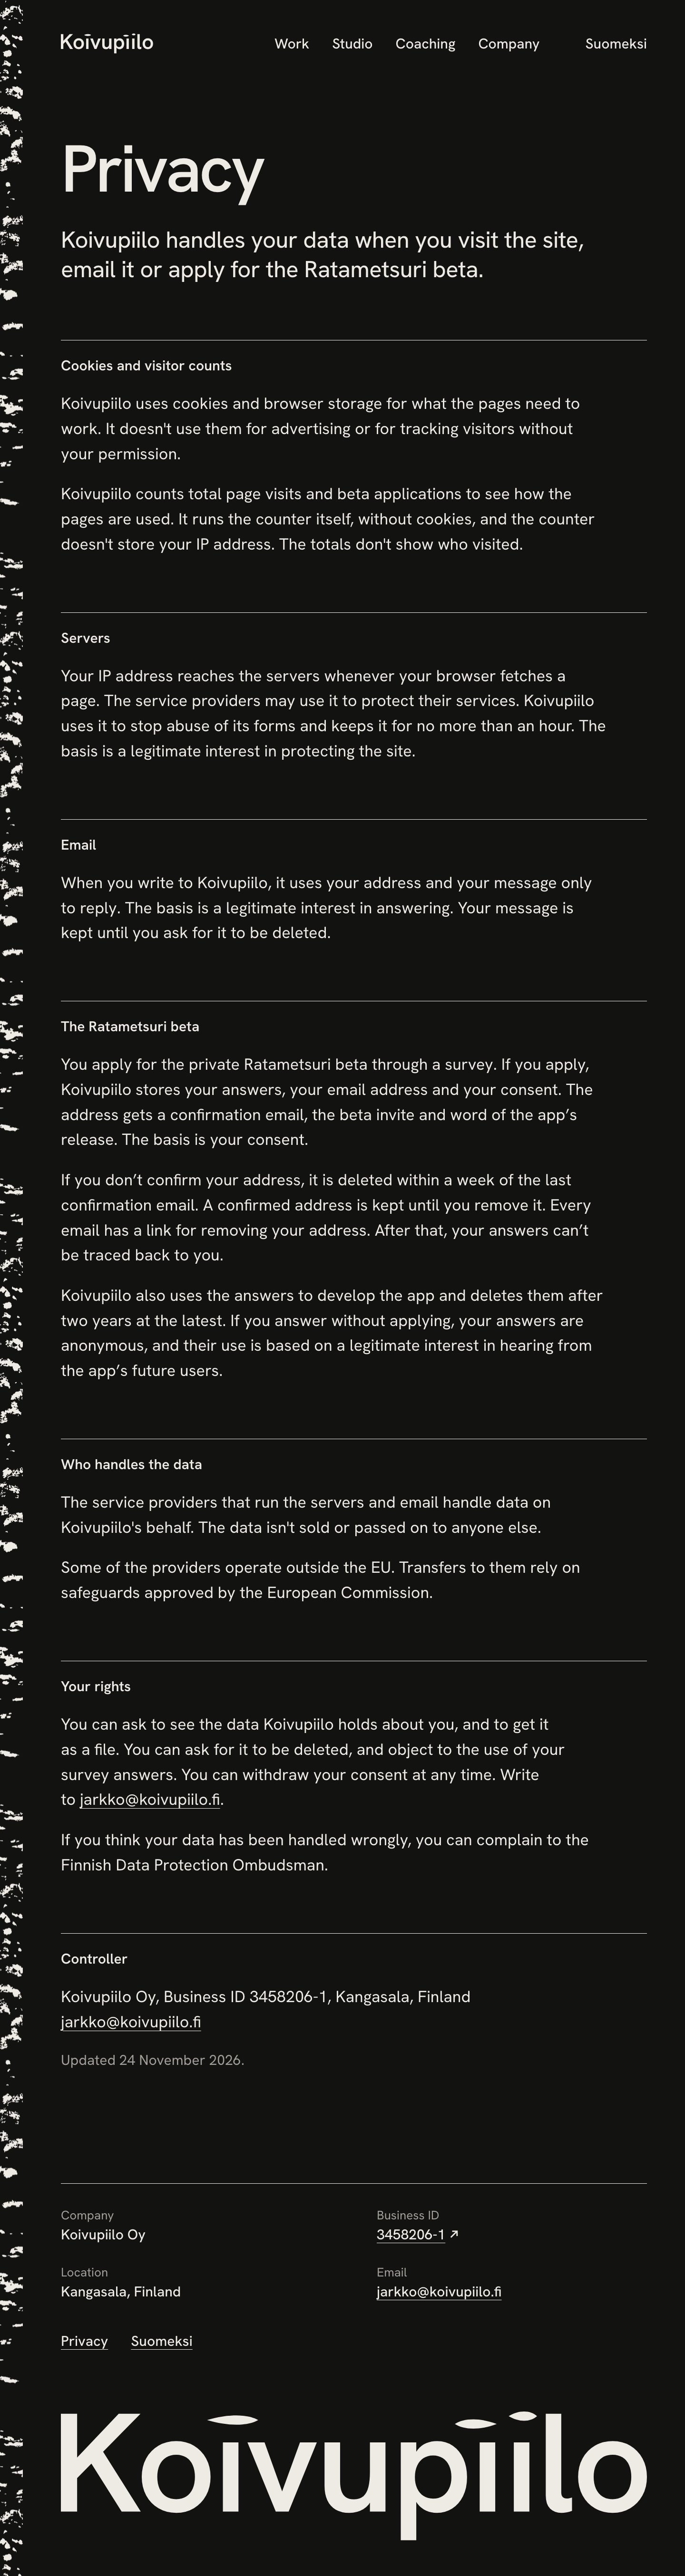 Koivupiilo
Work Studio Coaching Company Suomeksi
Privacy
Koivupiilo handles your data when you visit the site,
email it or apply for the Ratametsuri beta.
Cookies and visitor counts
Koivupiilo uses cookies and browser storage for what the pages need to
work. It doesn't use them for advertising or for tracking visitors without
your permission.
Koivupiilo counts total page visits and beta applications to see how the
pages are used. It runs the counter itself, without cookies, and the counter
doesn't store your IP address. The totals don't show who visited.
Servers
Your IP address reaches the servers whenever your browser fetches a
page. The service providers may use it to protect their services. Koivupiilo
uses it to stop abuse of its forms and keeps it for no more than an hour. The
basis is a legitimate interest in protecting the site.
Email
When you write to Koivupiilo, it uses your address and your message only
to reply. The basis is a legitimate interest in answering. Your message is
kept until you ask for it to be deleted.
The Ratametsuri beta
You apply for the private Ratametsuri beta through a survey. If you apply,
Koivupiilo stores your answers, your email address and your consent. The
address gets a confirmation email, the beta invite and word of the app’s
release. The basis is your consent.
If you don’t confirm your address, it is deleted within a week of the last
confirmation email. A confirmed address is kept until you remove it. Every
email has a link for removing your address. After that, your answers can’t
be traced back to you.
Koivupiilo also uses the answers to develop the app and deletes them after
two years at the latest. If you answer without applying, your answers are
anonymous, and their use is based on a legitimate interest in hearing from
the app’s future users.
Who handles the data
The service providers that run the servers and email handle data on
Koivupiilo's behalf. The data isn't sold or passed on to anyone else.
Some of the providers operate outside the EU. Transfers to them rely on
safeguards approved by the European Commission.
Your rights
You can ask to see the data Koivupiilo holds about you, and to get it
as a file. You can ask for it to be deleted, and object to the use of your
survey answers. You can withdraw your consent at any time. Write
to jarkko@koivupiilo.fi.
If you think your data has been handled wrongly, you can complain to the
Finnish Data Protection Ombudsman.
Controller
Koivupiilo Oy, Business ID 3458206-1, Kangasala, Finland
jarkko@koivupiilo.fi
Updated 24 November 2026.
Company
Koivupiilo Oy
Business ID
3458206-1 ↗
Location
Kangasala, Finland
Email
jarkko@koivupiilo.fi
Privacy Suomeksi
Koivupiilo